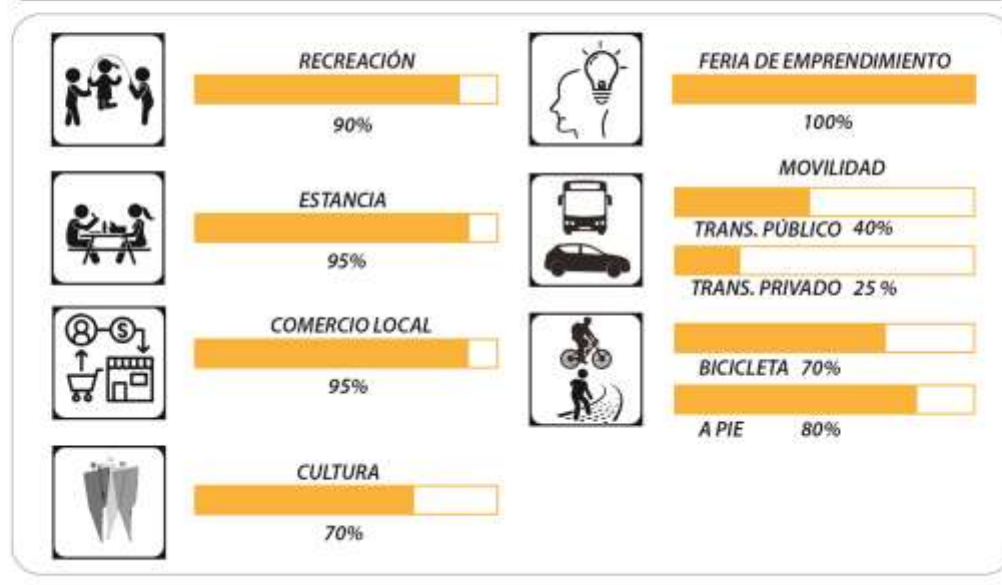 RECREACIÓN
90%
ESTANCIA
95%
COMERCIO LOCAL
95%
CULTURA
70%
FERIA DE EMPRENDIMIENTO
100%
MOVILIDAD
TRANS. PÚBLICO 40%
TRANS. PRIVADO 25 %
BICICLETA 70%
A PIE 80%